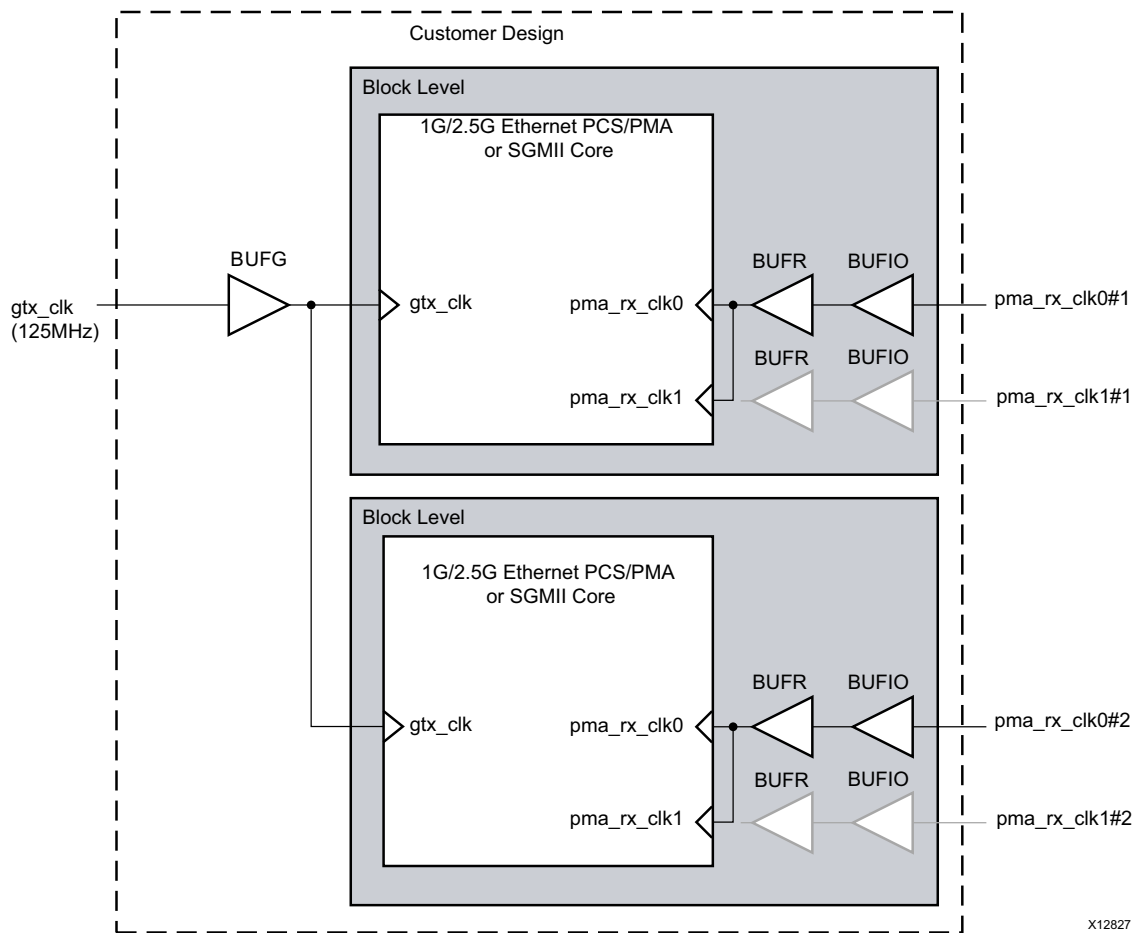 Customer Design
Block Level
1G/2.5G Ethernet PCS/PMA
or SGMII Core
BUFG
gtx_clk
(125MHz)
gtx_clk
pma_rx_clk0
BUFR
BUFIO
pma_rx_clk0#1
pma_rx_clk1
BUFR
BUFIO
pma_rx_clk1#1
Block Level
1G/2.5G Ethernet PCS/PMA
or SGMII Core
gtx_clk
pma_rx_clk0
BUFR
BUFIO
pma_rx_clk0#2
pma_rx_clk1
BUFR
BUFIO
pma_rx_clk1#2
X12827